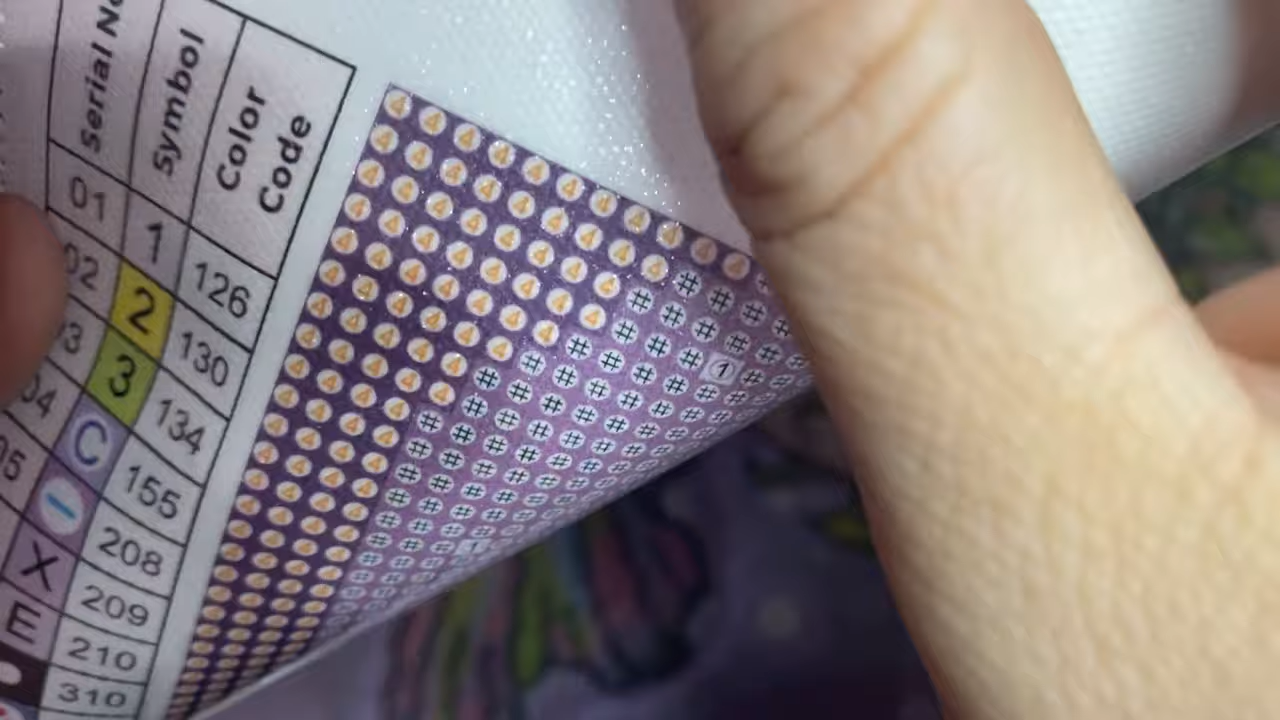 Serial No Symbol Color Code
01 1 126
02 2 130
3 3 134
04 C 155
05 I 208
X 209
E 210
310